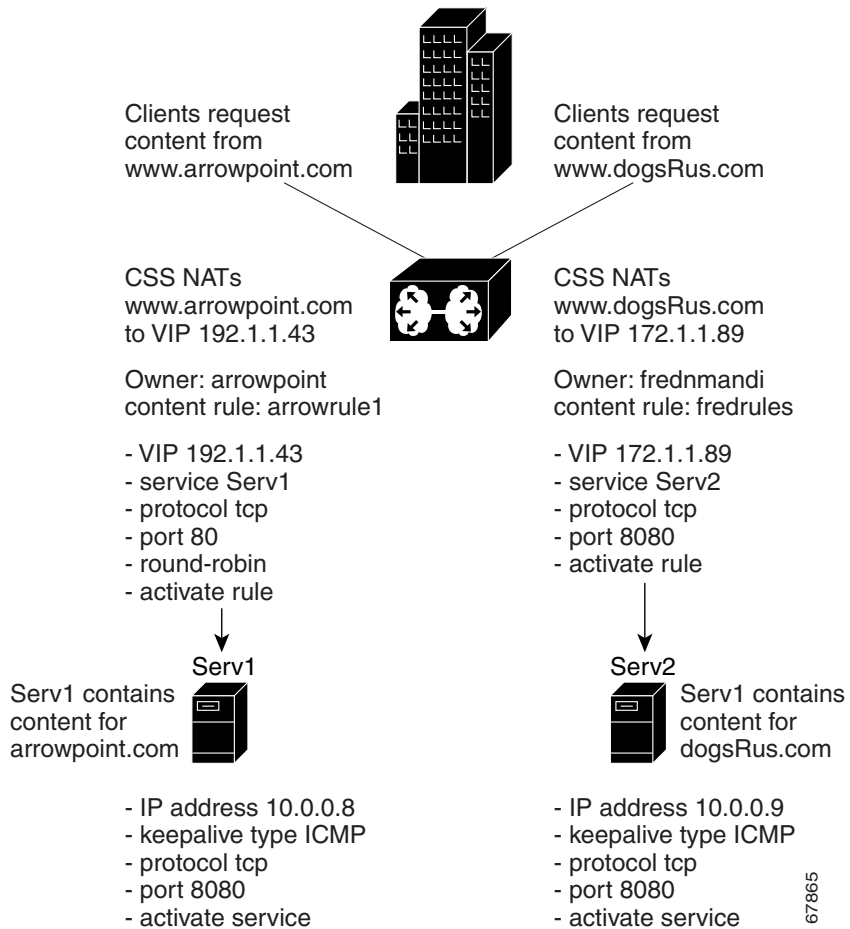 Clients request
content from
www.arrowpoint.com
Clients request
content from
www.dogsRus.com
CSS NATs
www.arrowpoint.com
to VIP 192.1.1.43
CSS NATs
www.dogsRus.com
to VIP 172.1.1.89
Owner: arrowpoint
content rule: arrowrule1
Owner: frednmandi
content rule: fredrules
- VIP 192.1.1.43
- service Serv1
- protocol tcp
- port 80
- round-robin
- activate rule
- VIP 172.1.1.89
- service Serv2
- protocol tcp
- port 8080
- activate rule
Serv1
Serv1 contains
content for
arrowpoint.com
Serv2
Serv1 contains
content for
dogsRus.com
- IP address 10.0.0.8
- keepalive type ICMP
- protocol tcp
- port 8080
- activate service
- IP address 10.0.0.9
- keepalive type ICMP
- protocol tcp
- port 8080
- activate service
67865